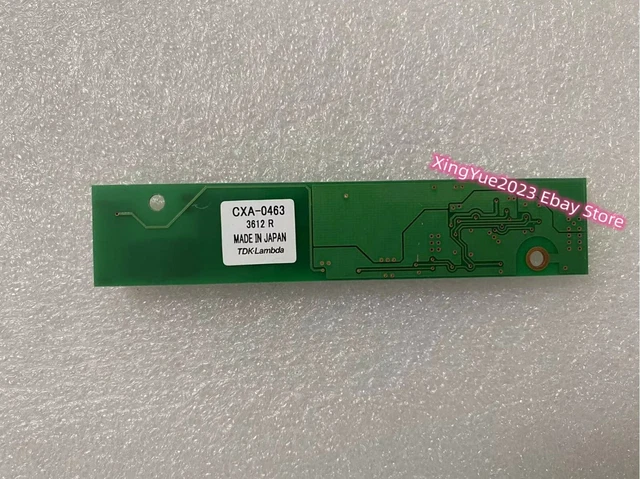 XingYue2023 Ebay Store
CXA-0463
3612 R
MADE IN JAPAN
TDK-Lambda